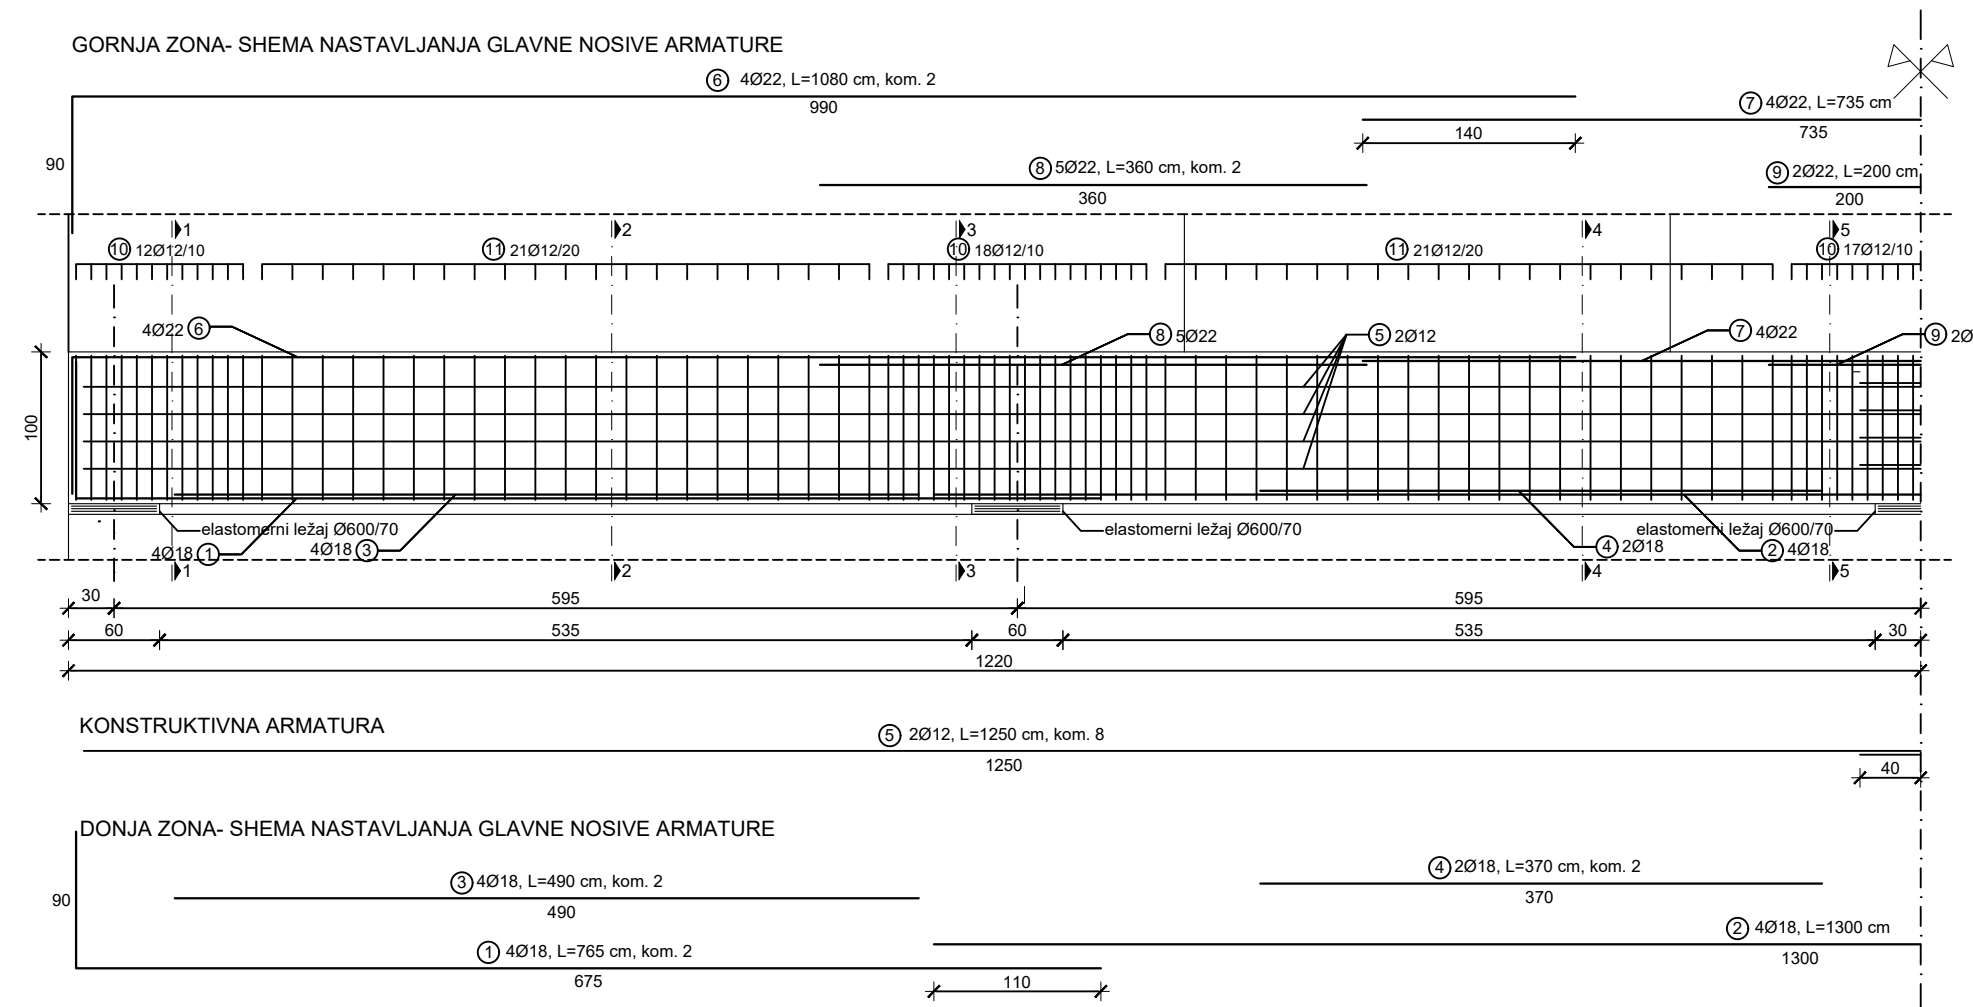 GORNJA ZONA- SHEMA NASTAVLJANJA GLAVNE NOSIVE ARMATURE
6 4Ø22, L=1080 cm, kom. 2
990
7 4Ø22, L=735 cm
140
735
90
8 5Ø22, L=360 cm, kom. 2
360
9 2Ø22, L=200 cm
200
1
2
3
4
5
10 12Ø12/10
11 21Ø12/20
10 18Ø12/10
11 21Ø12/20
10 17Ø12/10
4Ø22 6
8 5Ø22
5 2Ø12
7 4Ø22
9 2Ø
100
elastomerni ležaj Ø600/70
elastomerni ležaj Ø600/70
elastomerni ležaj Ø600/70
4Ø18 1
4Ø18 3
4 2Ø18
2 4Ø18
1
2
3
4
5
30
595
595
60
535
60
535
30
1220
KONSTRUKTIVNA ARMATURA
5 2Ø12, L=1250 cm, kom. 8
1250
40
DONJA ZONA- SHEMA NASTAVLJANJA GLAVNE NOSIVE ARMATURE
90
3 4Ø18, L=490 cm, kom. 2
490
4 2Ø18, L=370 cm, kom. 2
370
1 4Ø18, L=765 cm, kom. 2
675
2 4Ø18, L=1300 cm
1300
110